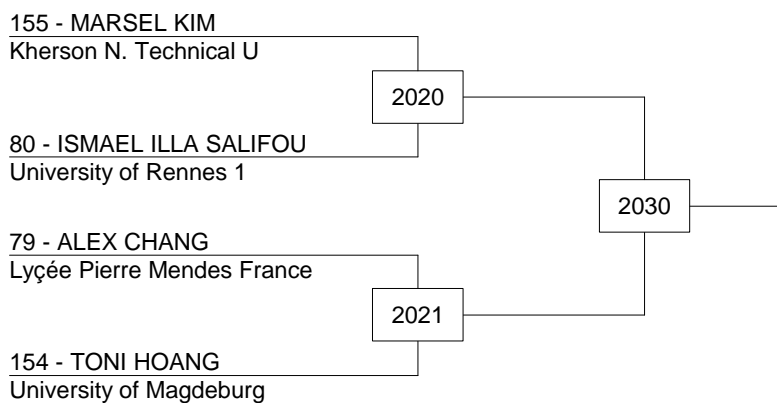 155 - MARSEL KIM
Kherson N. Technical U
2020
80 - ISMAEL ILLA SALIFOU
University of Rennes 1
2030
79 - ALEX CHANG
Lyçée Pierre Mendes France
2021
154 - TONI HOANG
University of Magdeburg